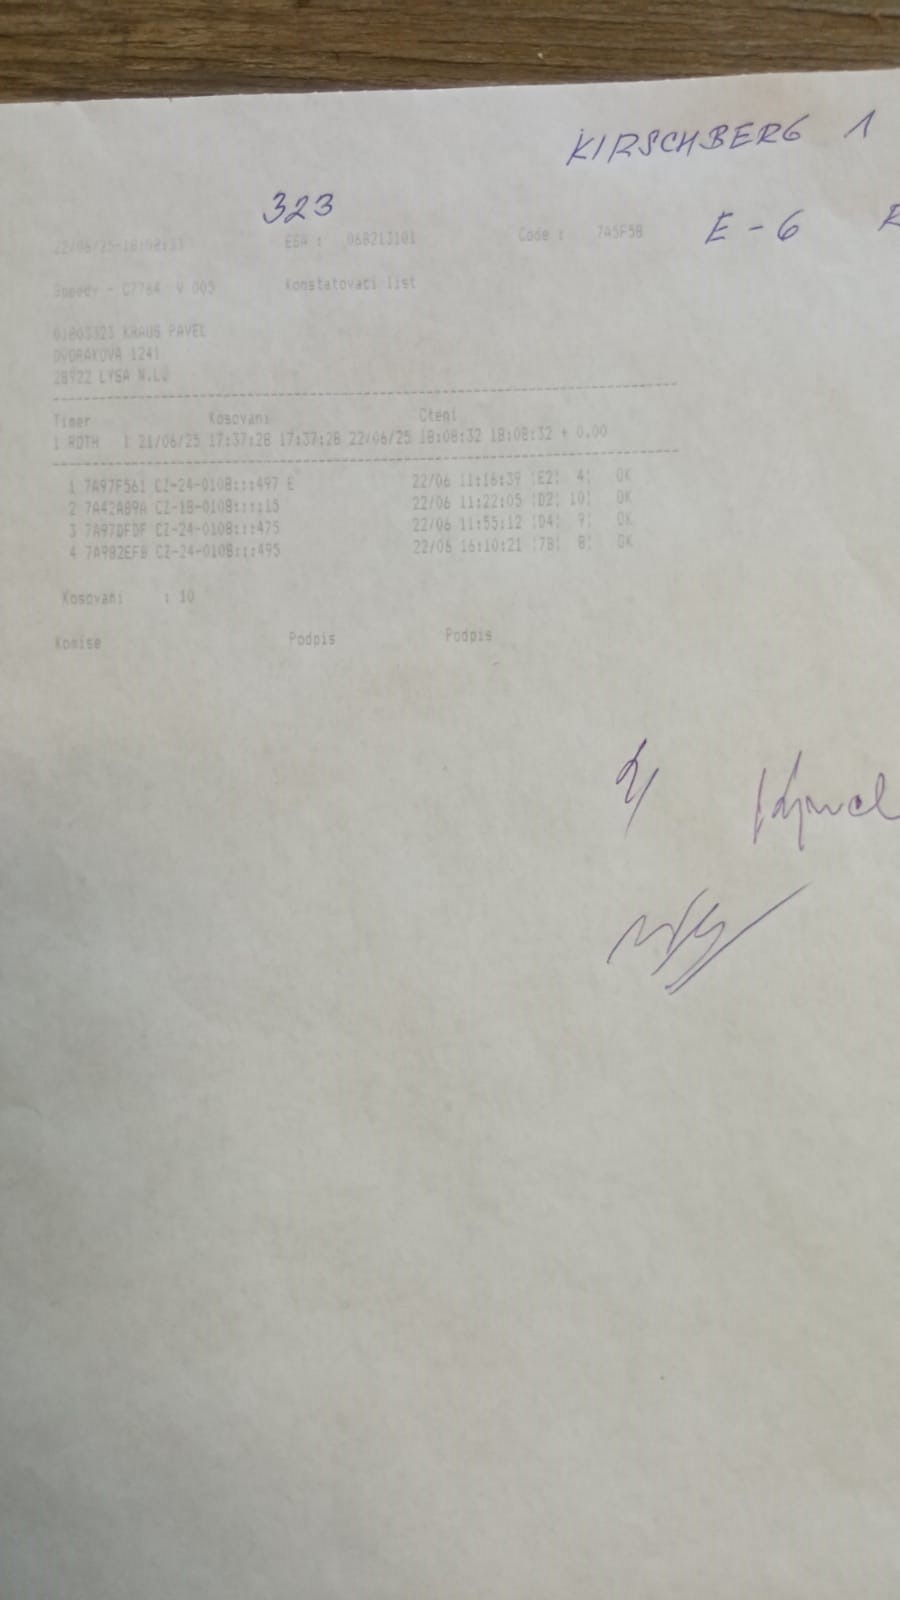 KIRSCHBERG 1
323
E-6
22/06/25-18:08:33 ESA : 068213101 Code : 7A5F5B
Speedy - C7764 V 005 Konstatovaci list
01803323 KRAUS PAVEL
DVORAKOVA 1241
28922 LYSA N.L.
Timer Kosovani Cteni
1 ROTH 1 21/06/25 17:37:28 17:37:28 22/06/25 18:08:32 18:08:32 + 0.00
1 7A97F561 CZ-24-0108:::497 E 22/06 11:16:39 |E2| 4| OK
2 7A42A89A CZ-18-0108::::15 22/06 11:22:05 |D2| 10| OK
3 7A97DFDF CZ-24-0108:::475 22/06 11:55:12 |D4| 9| OK
4 7A982EFB CZ-24-0108:::495 22/06 16:10:21 |7B| 8| OK
Kosovani : 10
Komise Podpis Podpis